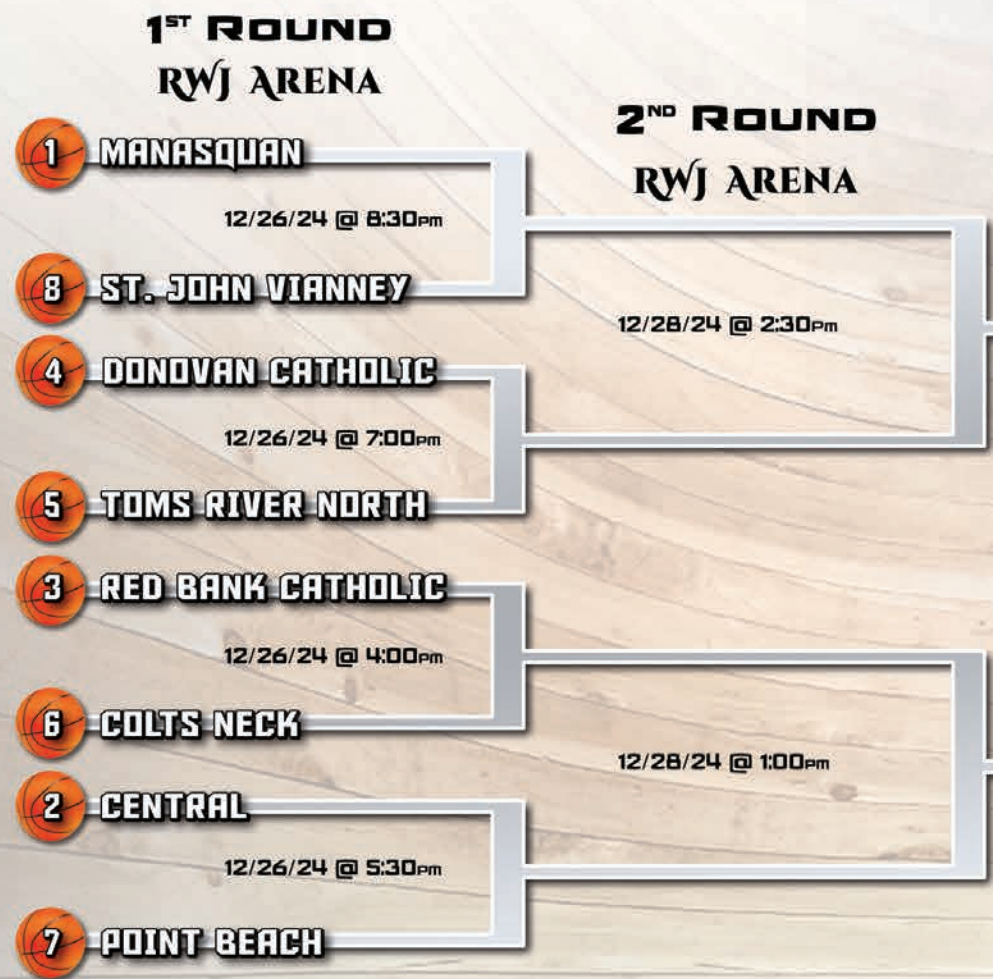 1ST ROUND
RWJ ARENA
2ND ROUND
RWJ ARENA
1 MANASQUAN
12/26/24 @ 8:30PM
8 ST. JOHN VIANNEY
12/28/24 @ 2:30PM
4 DONOVAN CATHOLIC
12/26/24 @ 7:00PM
5 TOMS RIVER NORTH
3 RED BANK CATHOLIC
12/26/24 @ 4:00PM
6 COLTS NECK
12/28/24 @ 1:00PM
2 CENTRAL
12/26/24 @ 5:30PM
7 POINT BEACH